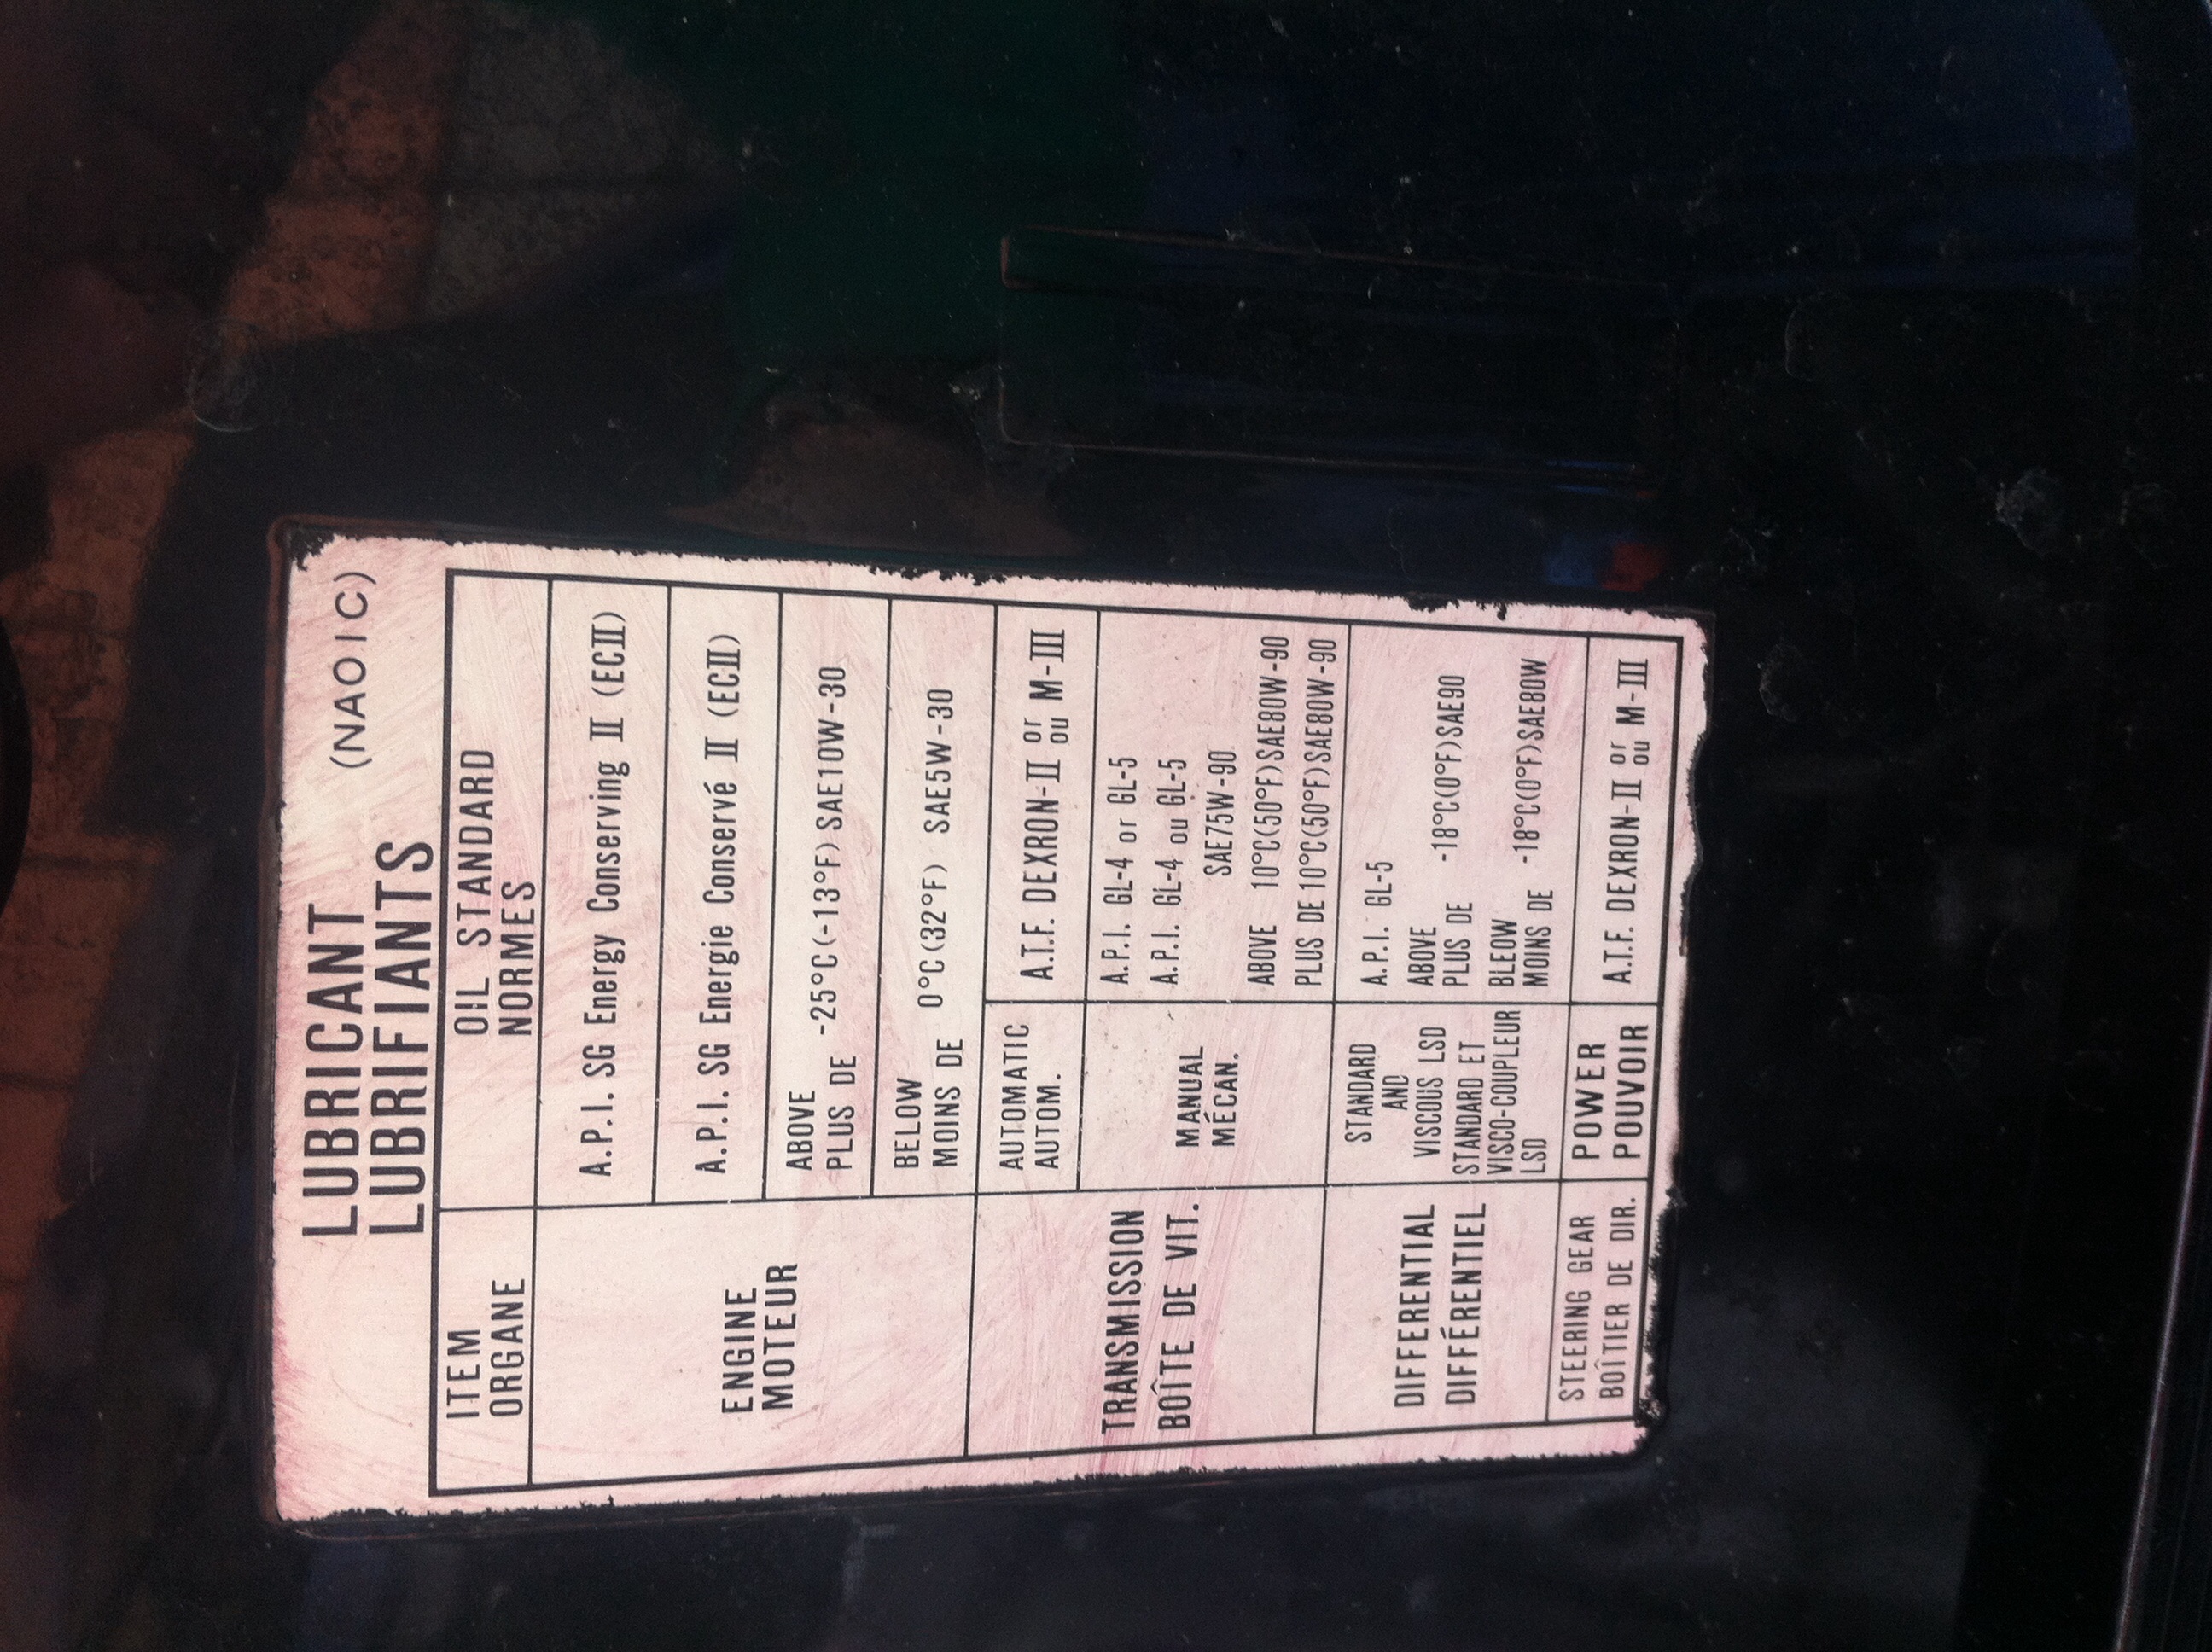 LUBRICANT
LUBRIFIANTS (NAOIC)
ITEM
ORGANE
OIL STANDARD
NORMES
ENGINE
MOTEUR
A.P.I. SG Energy Conserving II (ECII)
A.P.I. SG Energie Conservé II (ECII)
ABOVE
PLUS DE -25°C(-13°F) SAE10W-30
BELOW
MOINS DE 0°C(32°F) SAE5W-30
TRANSMISSION
BOÎTE DE VIT.
AUTOMATIC
AUTOM.
A.T.F. DEXRON-II or M-III
ou
MANUAL
MÉCAN.
A.P.I. GL-4 or GL-5
A.P.I. GL-4 ou GL-5
SAE75W-90
ABOVE 10°C(50°F)SAE80W-90
PLUS DE 10°C(50°F)SAE80W-90
DIFFERENTIAL
DIFFÉRENTIEL
STANDARD
AND
VISCOUS LSD
STANDARD ET
VISCO-COUPLEUR
LSD
A.P.I. GL-5
ABOVE
PLUS DE -18°C(0°F)SAE90
BLEOW
MOINS DE -18°C(0°F)SAE80W
STEERING GEAR
BOÎTIER DE DIR.
POWER
POUVOIR
A.T.F. DEXRON-II or M-III
ou